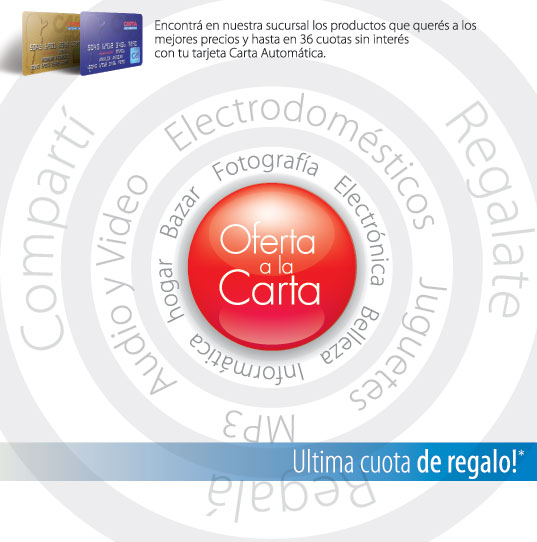 Encontrá en nuestra sucursal los productos que querés a los
mejores precios y hasta en 36 cuotas sin interés
con tu tarjeta Carta Automática.
Compartí
Electrodomésticos
Regalate
Audio y Video
Fotografía
Bazar
Electrónica
hogar
Oferta
a la
Carta
Informática
Belleza
Juguetes
MP3
Ultima cuota de regalo!*
Regalá